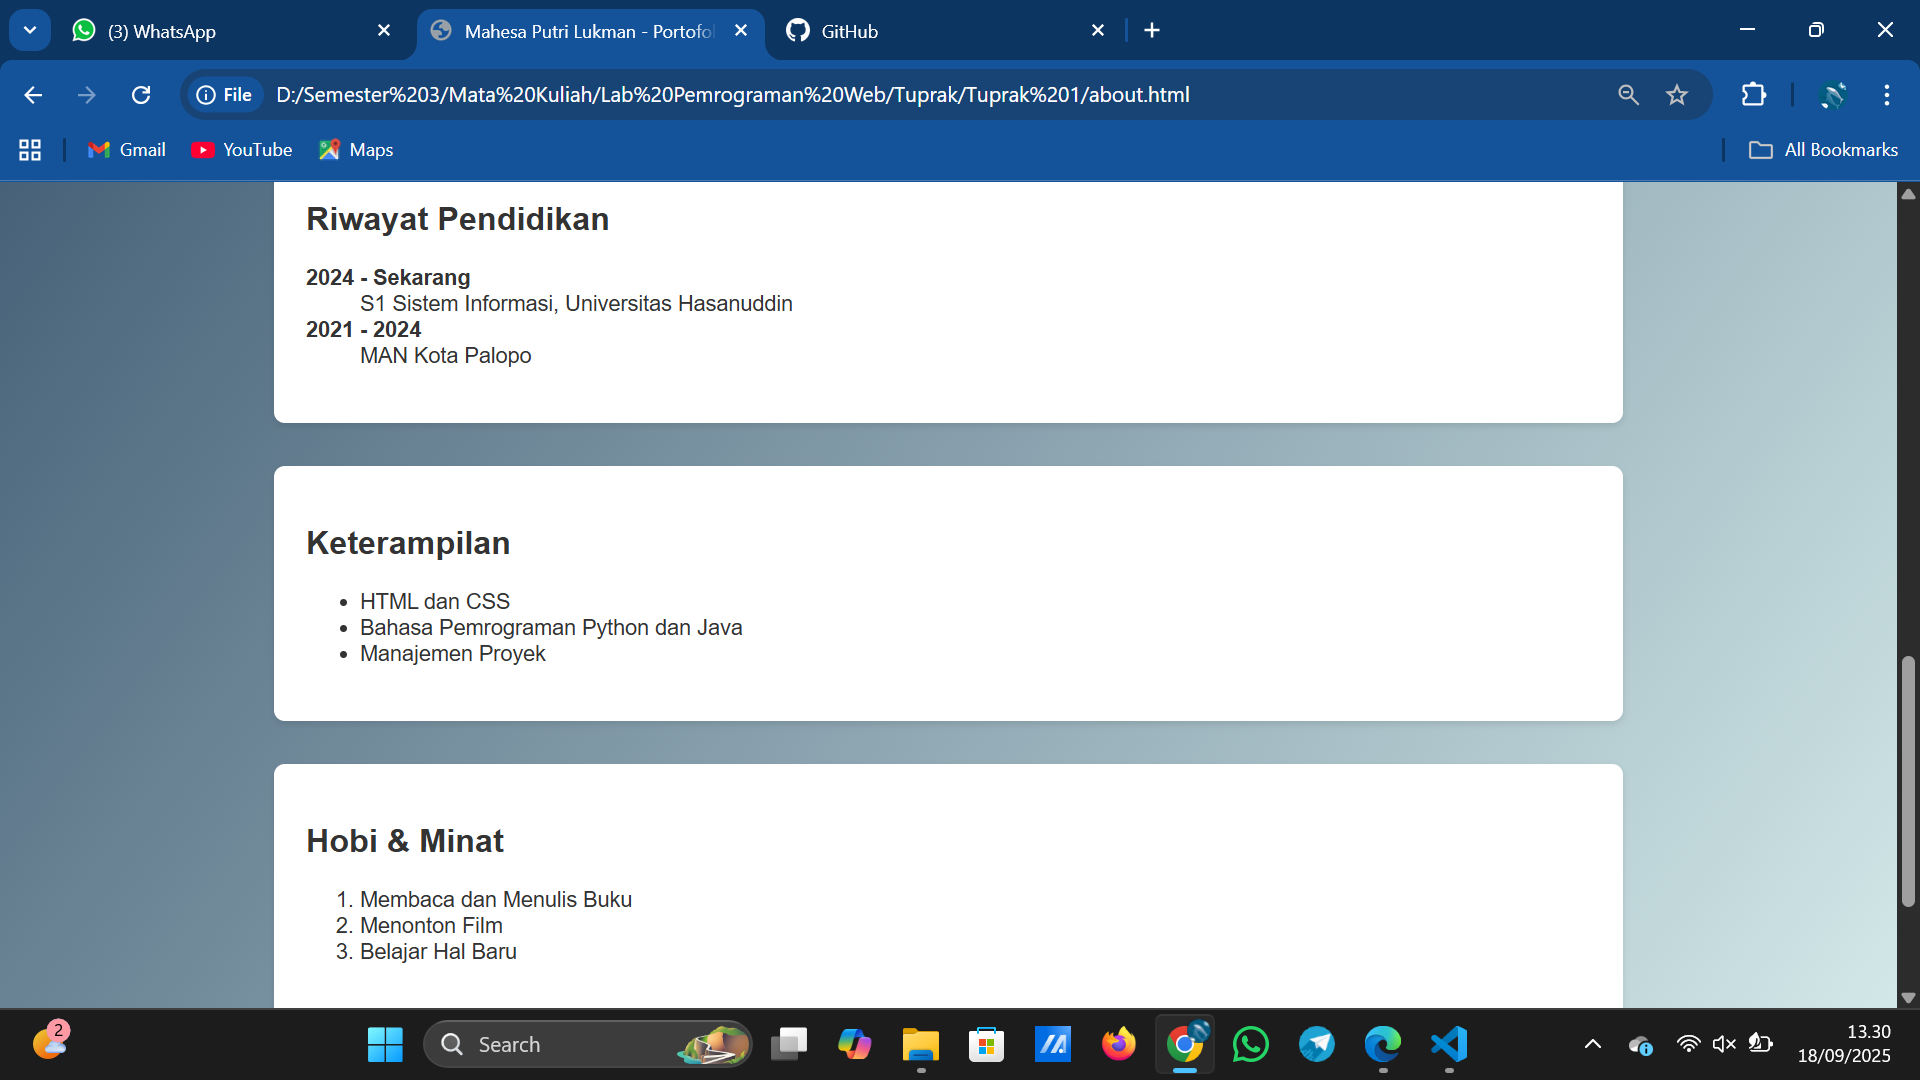 (3) WhatsApp
Mahesa Putri Lukman - Portofol
GitHub
File
D:/Semester%203/Mata%20Kuliah/Lab%20Pemrograman%20Web/Tuprak/Tuprak%201/about.html
Gmail
YouTube
Maps
All Bookmarks
Riwayat Pendidikan
2024 - Sekarang
S1 Sistem Informasi, Universitas Hasanuddin
2021 - 2024
MAN Kota Palopo
Keterampilan
• HTML dan CSS
• Bahasa Pemrograman Python dan Java
• Manajemen Proyek
Hobi & Minat
1. Membaca dan Menulis Buku
2. Menonton Film
3. Belajar Hal Baru
2
Search
13.30
18/09/2025